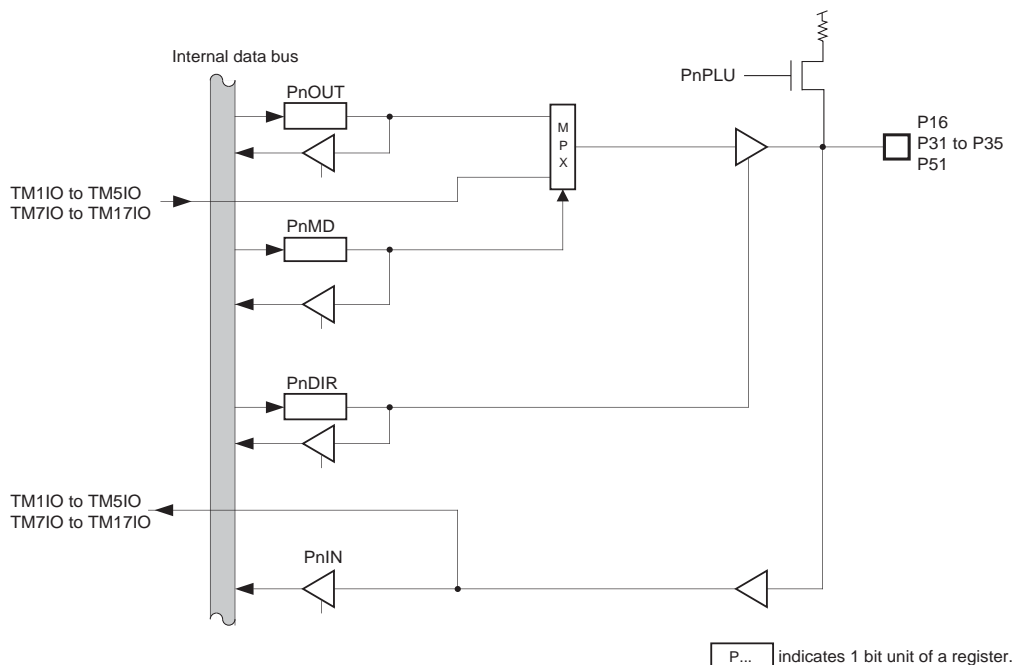 Internal data bus
PnPLU
PnOUT
M
P
X
P16
P31 to P35
P51
TM1IO to TM5IO
TM7IO to TM17IO
PnMD
PnDIR
TM1IO to TM5IO
TM7IO to TM17IO
PnIN
P... indicates 1 bit unit of a register.